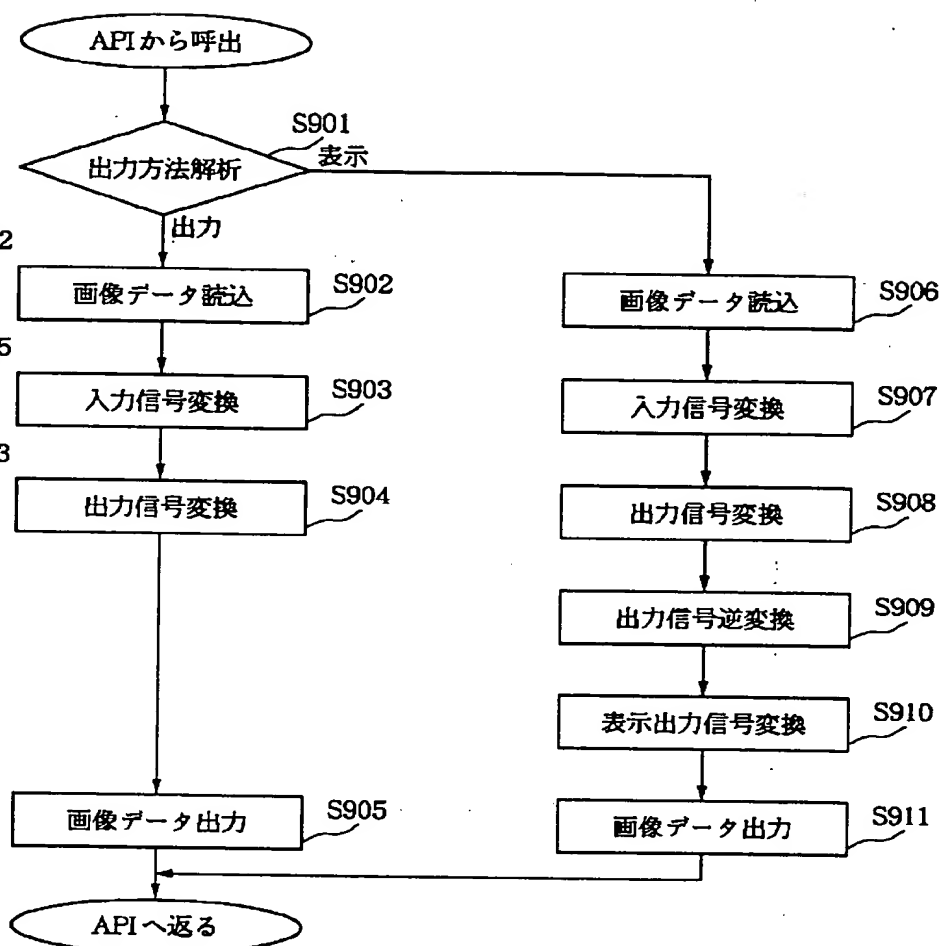 APIから呼出
S901
出力方法解析
表示
出力
2
画像データ読込
S902
5
入力信号変換
S903
3
出力信号変換
S904
画像データ出力
S905
画像データ読込
S906
入力信号変換
S907
出力信号変換
S908
出力信号逆変換
S909
表示出力信号変換
S910
画像データ出力
S911
APIへ返る